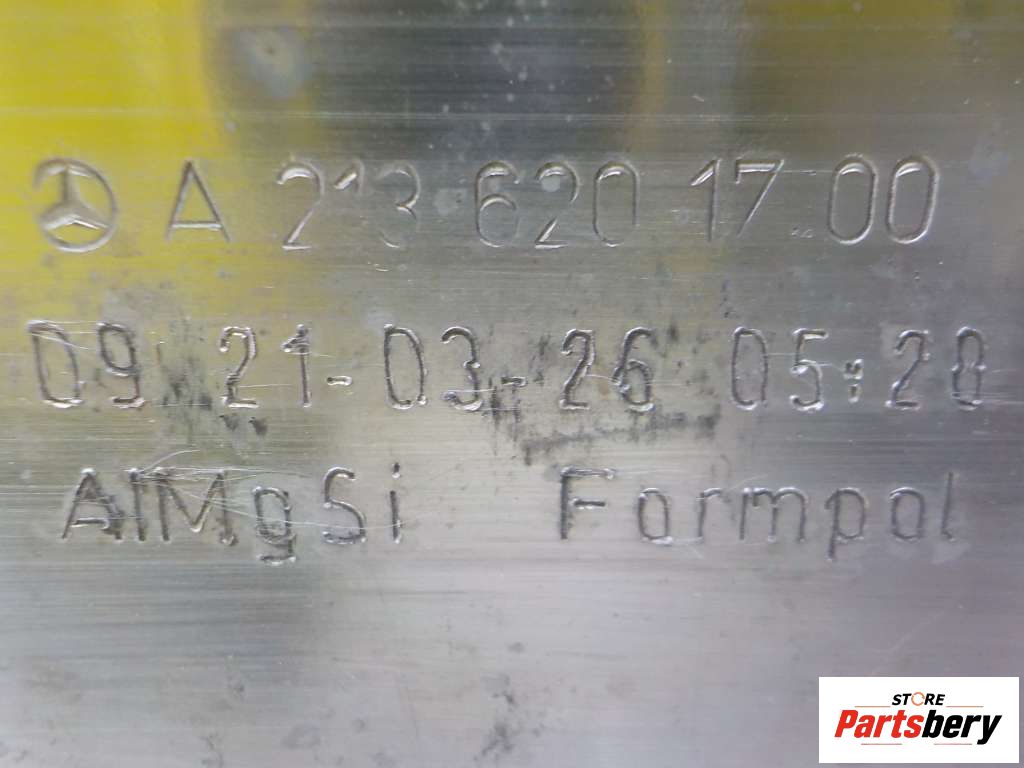 A 213 620 17 00
09 21-03-26 05:20
AlMgSi Formpol
STORE
Partsbery